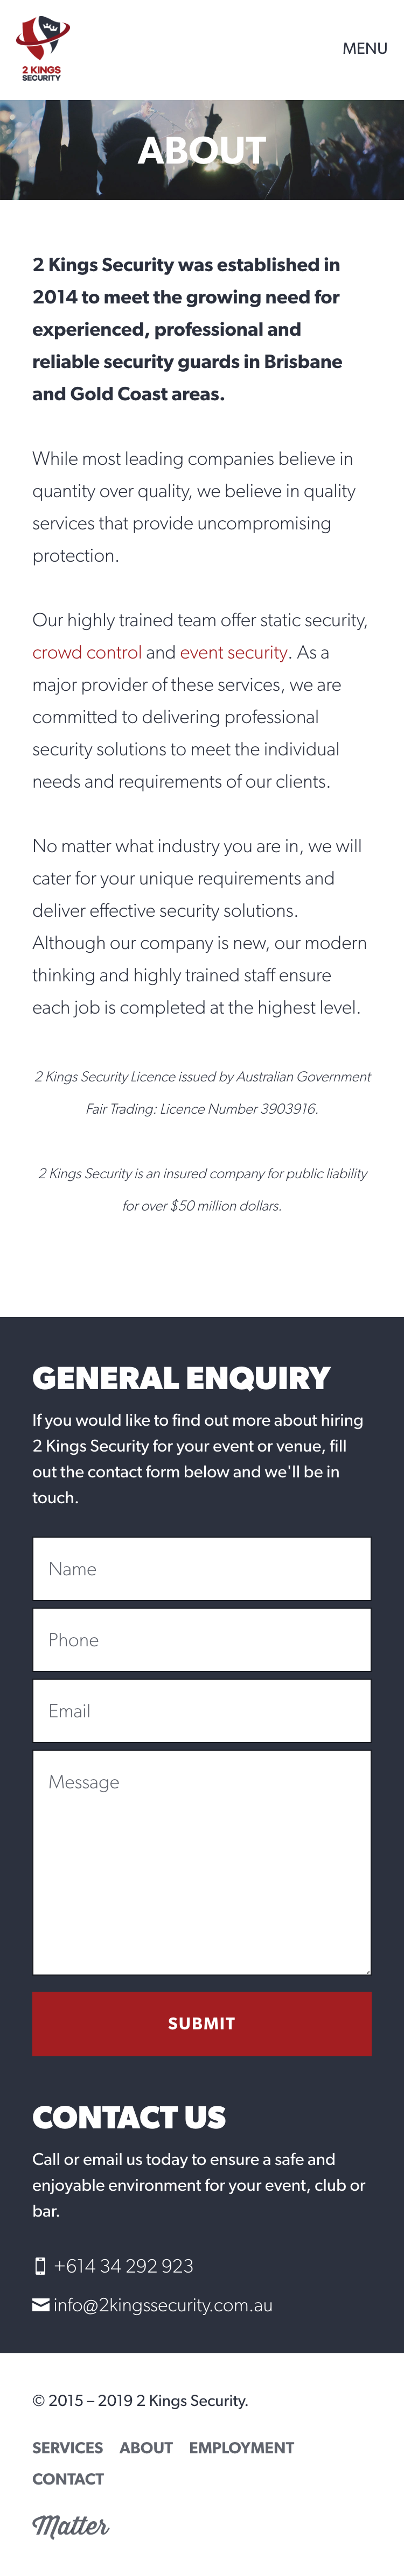 2 KINGS
SECURITY
MENU
ABOUT
2 Kings Security was established in
2014 to meet the growing need for
experienced, professional and
reliable security guards in Brisbane
and Gold Coast areas.
While most leading companies believe in
quantity over quality, we believe in quality
services that provide uncompromising
protection.
Our highly trained team offer static security,
crowd control and event security. As a
major provider of these services, we are
committed to delivering professional
security solutions to meet the individual
needs and requirements of our clients.
No matter what industry you are in, we will
cater for your unique requirements and
deliver effective security solutions.
Although our company is new, our modern
thinking and highly trained staff ensure
each job is completed at the highest level.
2 Kings Security Licence issued by Australian Government
Fair Trading: Licence Number 3903916.
2 Kings Security is an insured company for public liability
for over $50 million dollars.
GENERAL ENQUIRY
If you would like to find out more about hiring
2 Kings Security for your event or venue, fill
out the contact form below and we'll be in
touch.
Name
Phone
Email
Message
SUBMIT
CONTACT US
Call or email us today to ensure a safe and
enjoyable environment for your event, club or
bar.
+614 34 292 923
info@2kingssecurity.com.au
© 2015 – 2019 2 Kings Security.
SERVICES ABOUT EMPLOYMENT
CONTACT
Matter